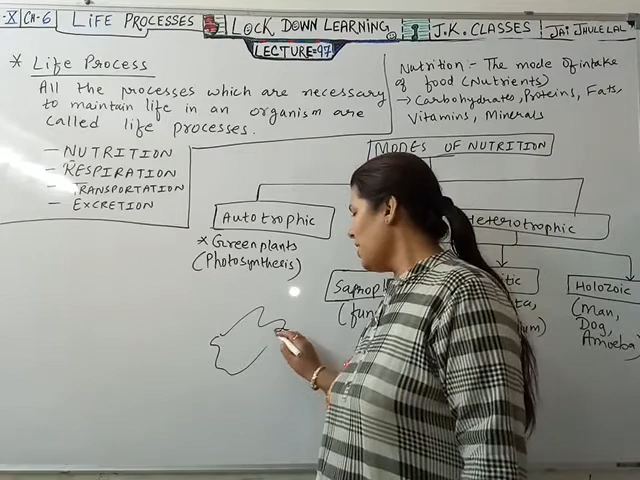 -X CH-6 LIFE PROCESSES LOCK DOWN LEARNING J.K. CLASSES JAI JHULELAL
LECTURE=97
* Life Process
All the processes which are necessary
to maintain life in an organism are
called life processes.
- NUTRITION
- RESPIRATION
- TRANSPORTATION
- EXCRETION
Nutrition:- The mode of intake
of food (Nutrients)
→ Carbohydrates, Proteins, Fats,
Vitamins, Minerals
MODES OF NUTRITION
Autotrophic
* Green plants
(Photosynthesis)
Heterotrophic
Holozoic
(Man,
Dog,
Amoeba)